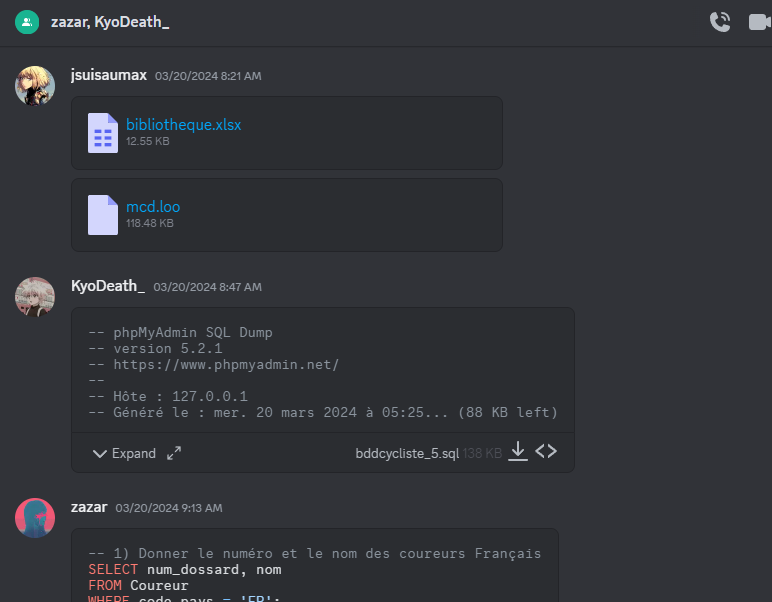 zazar, KyoDeath_
jsuisaumax 03/20/2024 8:21 AM
bibliotheque.xlsx
12.55 KB
mcd.loo
118.48 KB
KyoDeath_ 03/20/2024 8:47 AM
-- phpMyAdmin SQL Dump
-- version 5.2.1
-- https://www.phpmyadmin.net/
--
-- Hôte : 127.0.0.1
-- Généré le : mer. 20 mars 2024 à 05:25... (88 KB left)
Expand bddcycliste_5.sql 138 KB
zazar 03/20/2024 9:13 AM
-- 1) Donner le numéro et le nom des coureurs Français
SELECT num_dossard, nom
FROM Coureur
WHERE code_pays = 'FR';